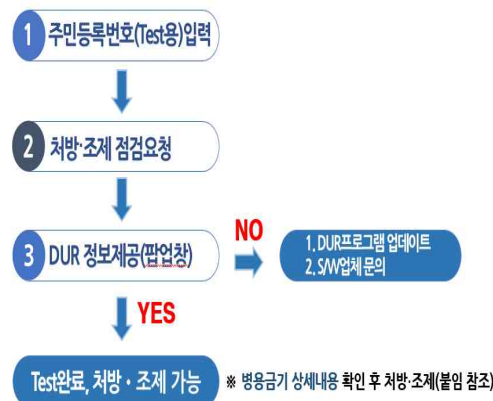 1 주민등록번호(Test용)입력
2 처방·조제 점검요청
3 DUR 정보제공(팝업창)
NO
1. DUR프로그램 업데이트
2. S/W업체 문의
YES
Test완료, 처방·조제 가능 ※ 병용금기 상세내용 확인 후 처방·조제(붙임 참조)